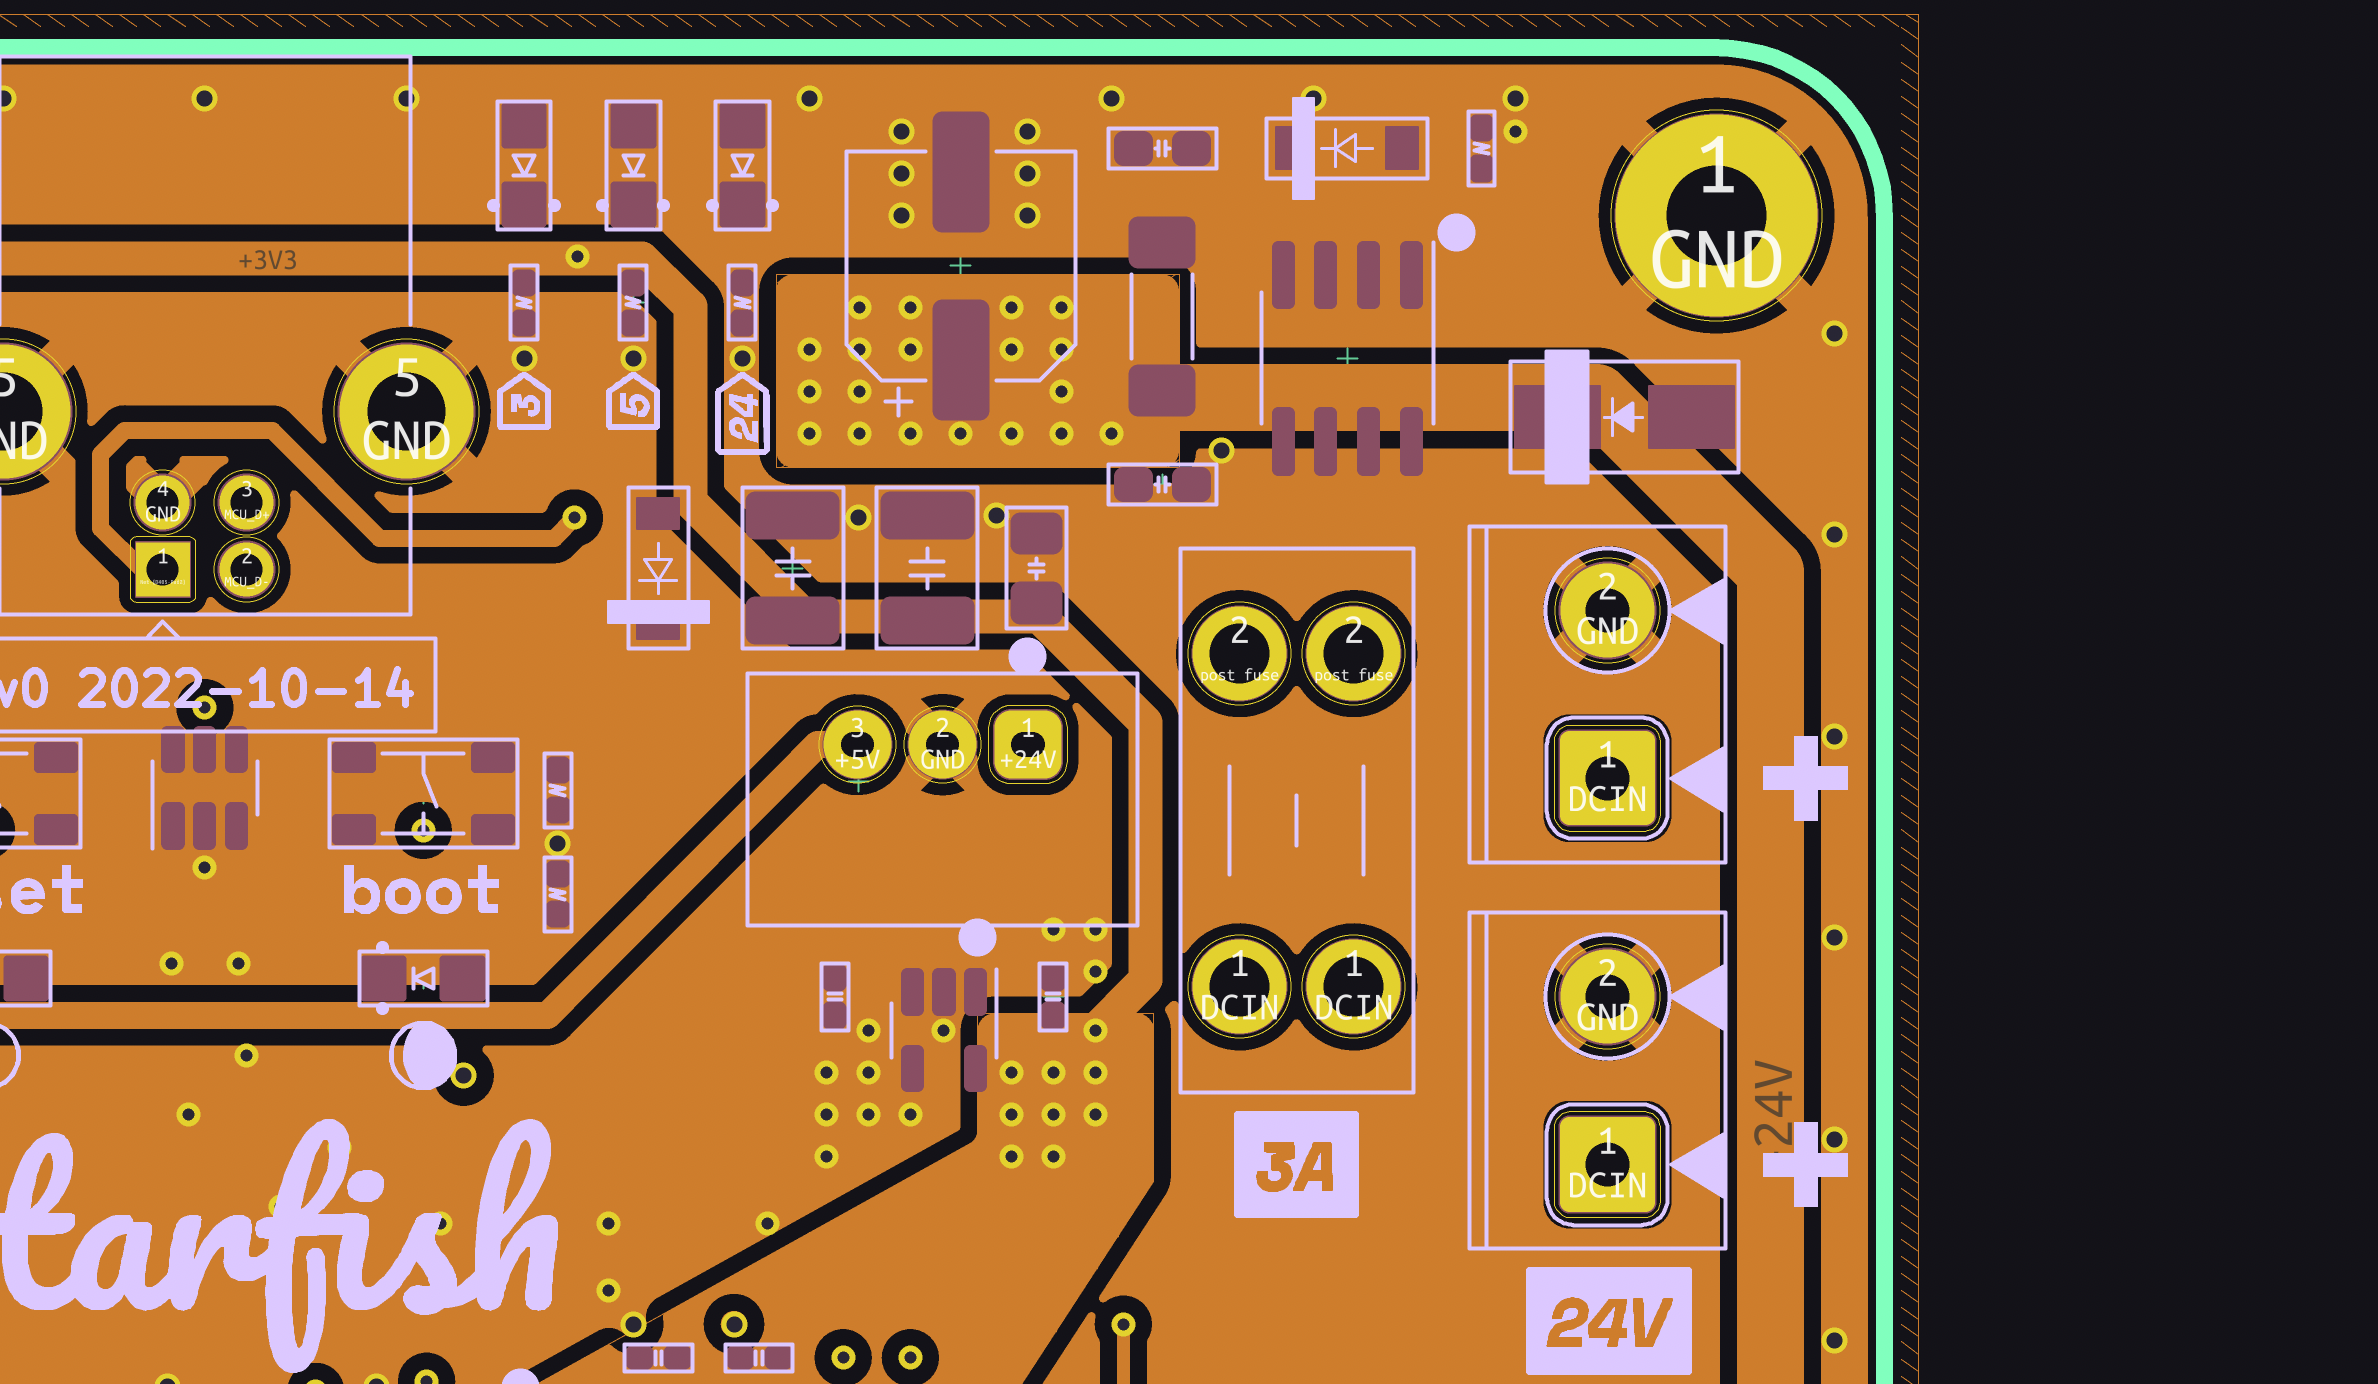 1
GND
+3V3
5
GND
5
ND
3
5
24
4
GND
3
MCU_D+
1
2
MCU_D-
v0 2022-10-14
2
GND
1
DCIN
2
post fuse
2
post fuse
3
+5V
2
GND
1
+24V
et
boot
1
DCIN
1
DCIN
2
GND
1
DCIN
24V
3A
tarfish
24V